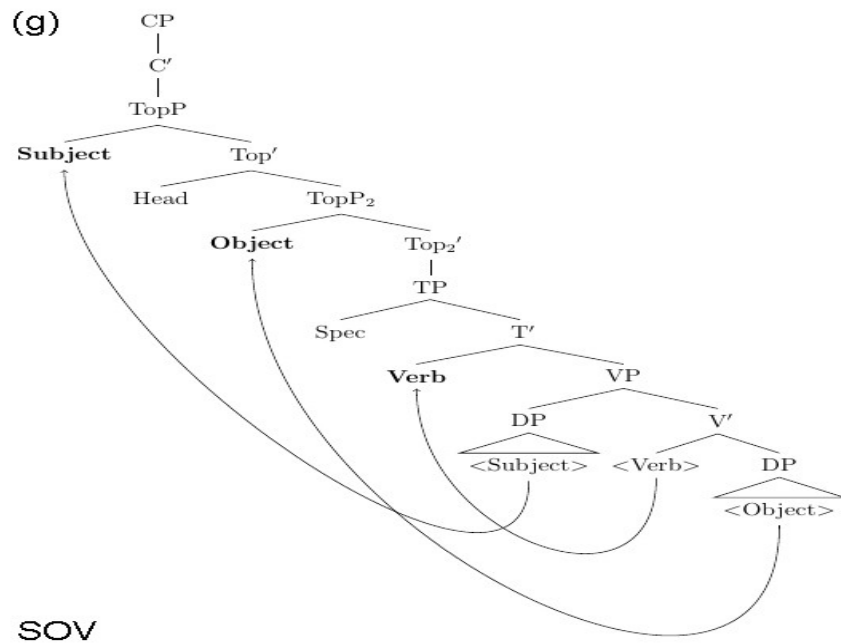 (g)
CP
C′
TopP
Subject Top′
Head TopP₂
Object Top₂′
TP
Spec T′
Verb VP
DP V′
<Subject> <Verb> DP
<Object>
SOV